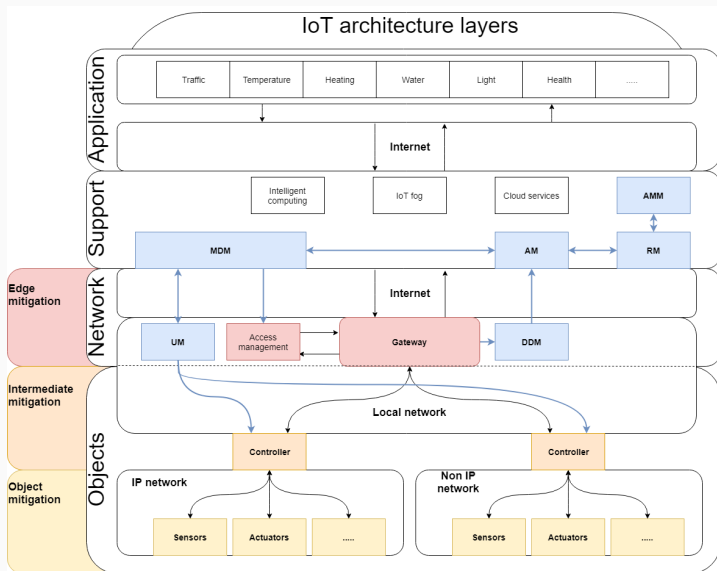 IoT architecture layers
Application
Traffic
Temperature
Heating
Water
Light
Health
.....
Internet
Support
Intelligent
computing
IoT fog
Cloud services
AMM
MDM
AM
RM
Edge
mitigation
Network
Internet
UM
Access
management
Gateway
DDM
Intermediate
mitigation
Objects
Local network
Controller
Controller
Object
mitigation
IP network
Non IP
network
Sensors
Actuators
.....
Sensors
Actuators
.....